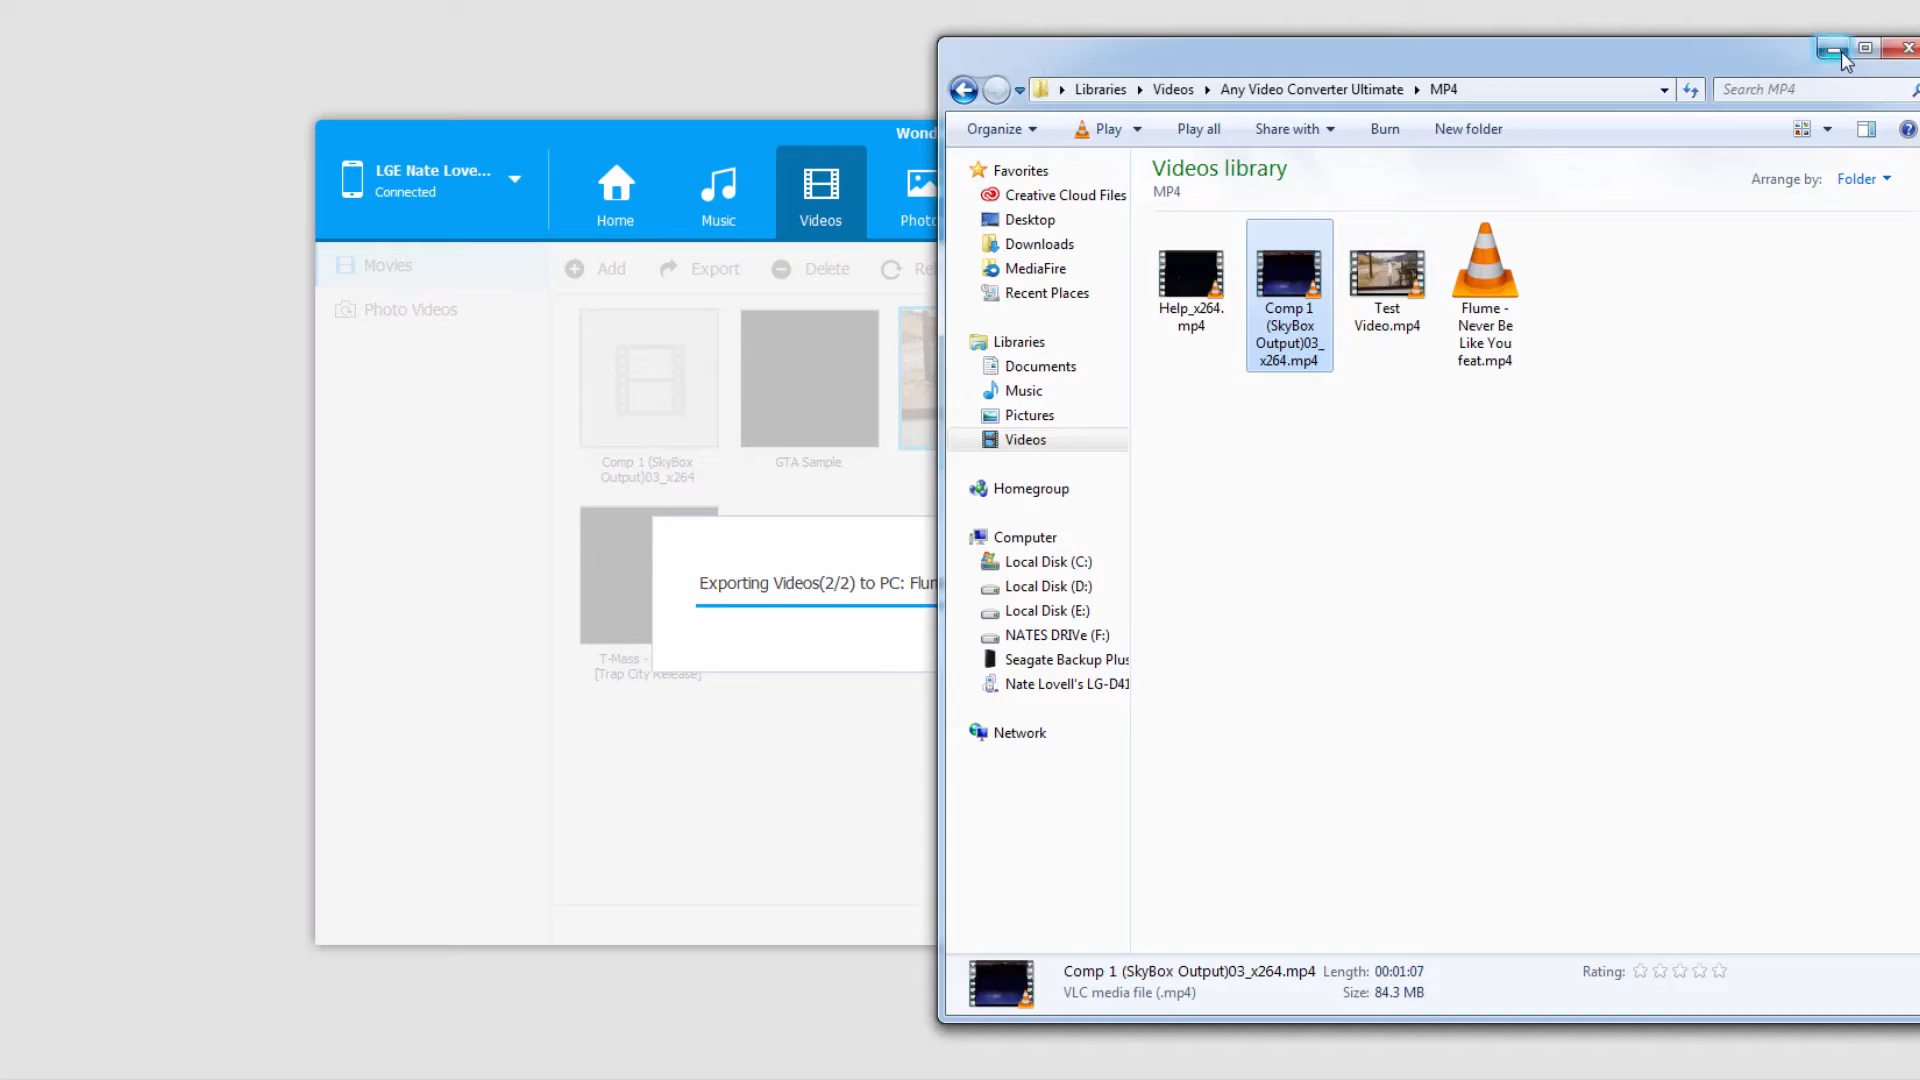 Wond
LGE Nate Love...
Connected
Home
Music
Videos
Photo
Movies
Photo Videos
Add
Export
Delete
Re
Comp 1 (SkyBox
Output)03_x264
GTA Sample
T-Mass -
[Trap City Release]
Exporting Videos(2/2) to PC: Flum
Libraries
Videos
Any Video Converter Ultimate
MP4
Search MP4
Organize
Play
Play all
Share with
Burn
New folder
Favorites
Creative Cloud Files
Desktop
Downloads
MediaFire
Recent Places
Libraries
Documents
Music
Pictures
Videos
Homegroup
Computer
Local Disk (C:)
Local Disk (D:)
Local Disk (E:)
NATES DRIVe (F:)
Seagate Backup Plus
Nate Lovell's LG-D41
Network
Videos library
MP4
Arrange by: Folder
Help_x264.
mp4
Comp 1
(SkyBox
Output)03_
x264.mp4
Test
Video.mp4
Flume -
Never Be
Like You
feat.mp4
Comp 1 (SkyBox Output)03_x264.mp4 Length: 00:01:07
VLC media file (.mp4) Size: 84.3 MB
Rating: